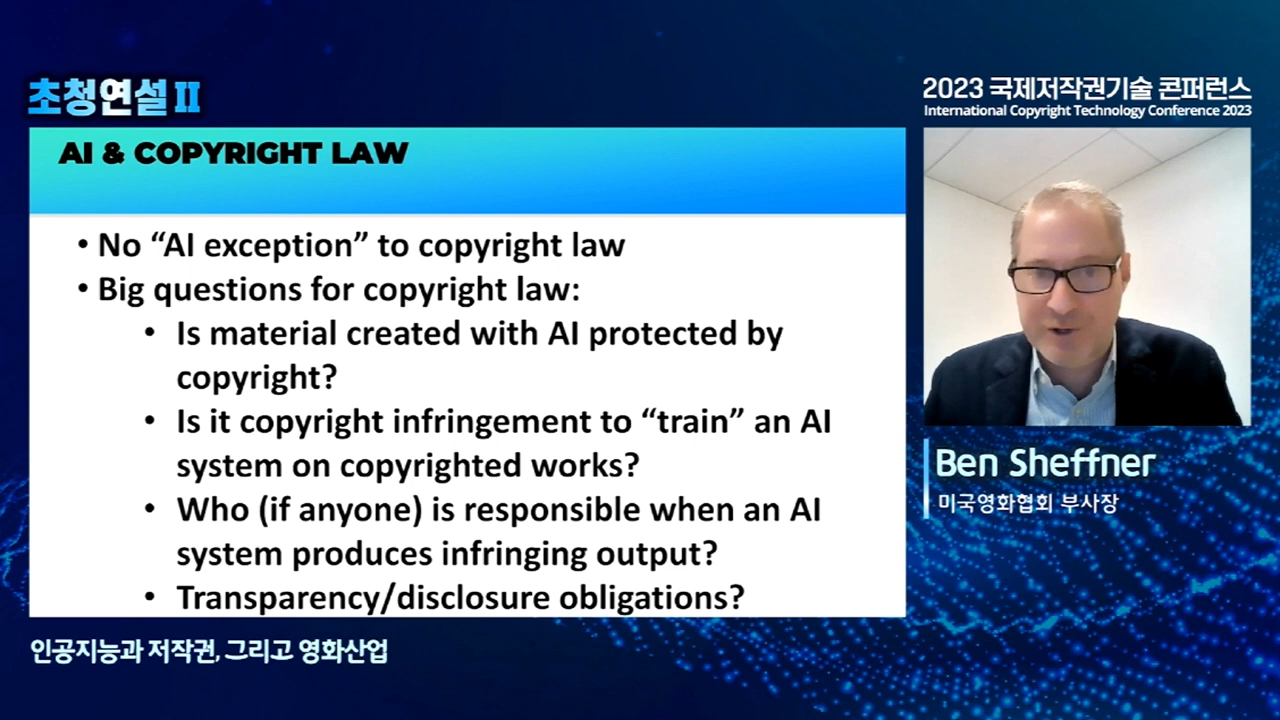 초청연설 II
2023 국제저작권기술 콘퍼런스
International Copyright Technology Conference 2023
AI & COPYRIGHT LAW
• No “AI exception” to copyright law
• Big questions for copyright law:
• Is material created with AI protected by
copyright?
• Is it copyright infringement to “train” an AI
system on copyrighted works?
• Who (if anyone) is responsible when an AI
system produces infringing output?
• Transparency/disclosure obligations?
Ben Sheffner
미국영화협회 부사장
인공지능과 저작권, 그리고 영화산업